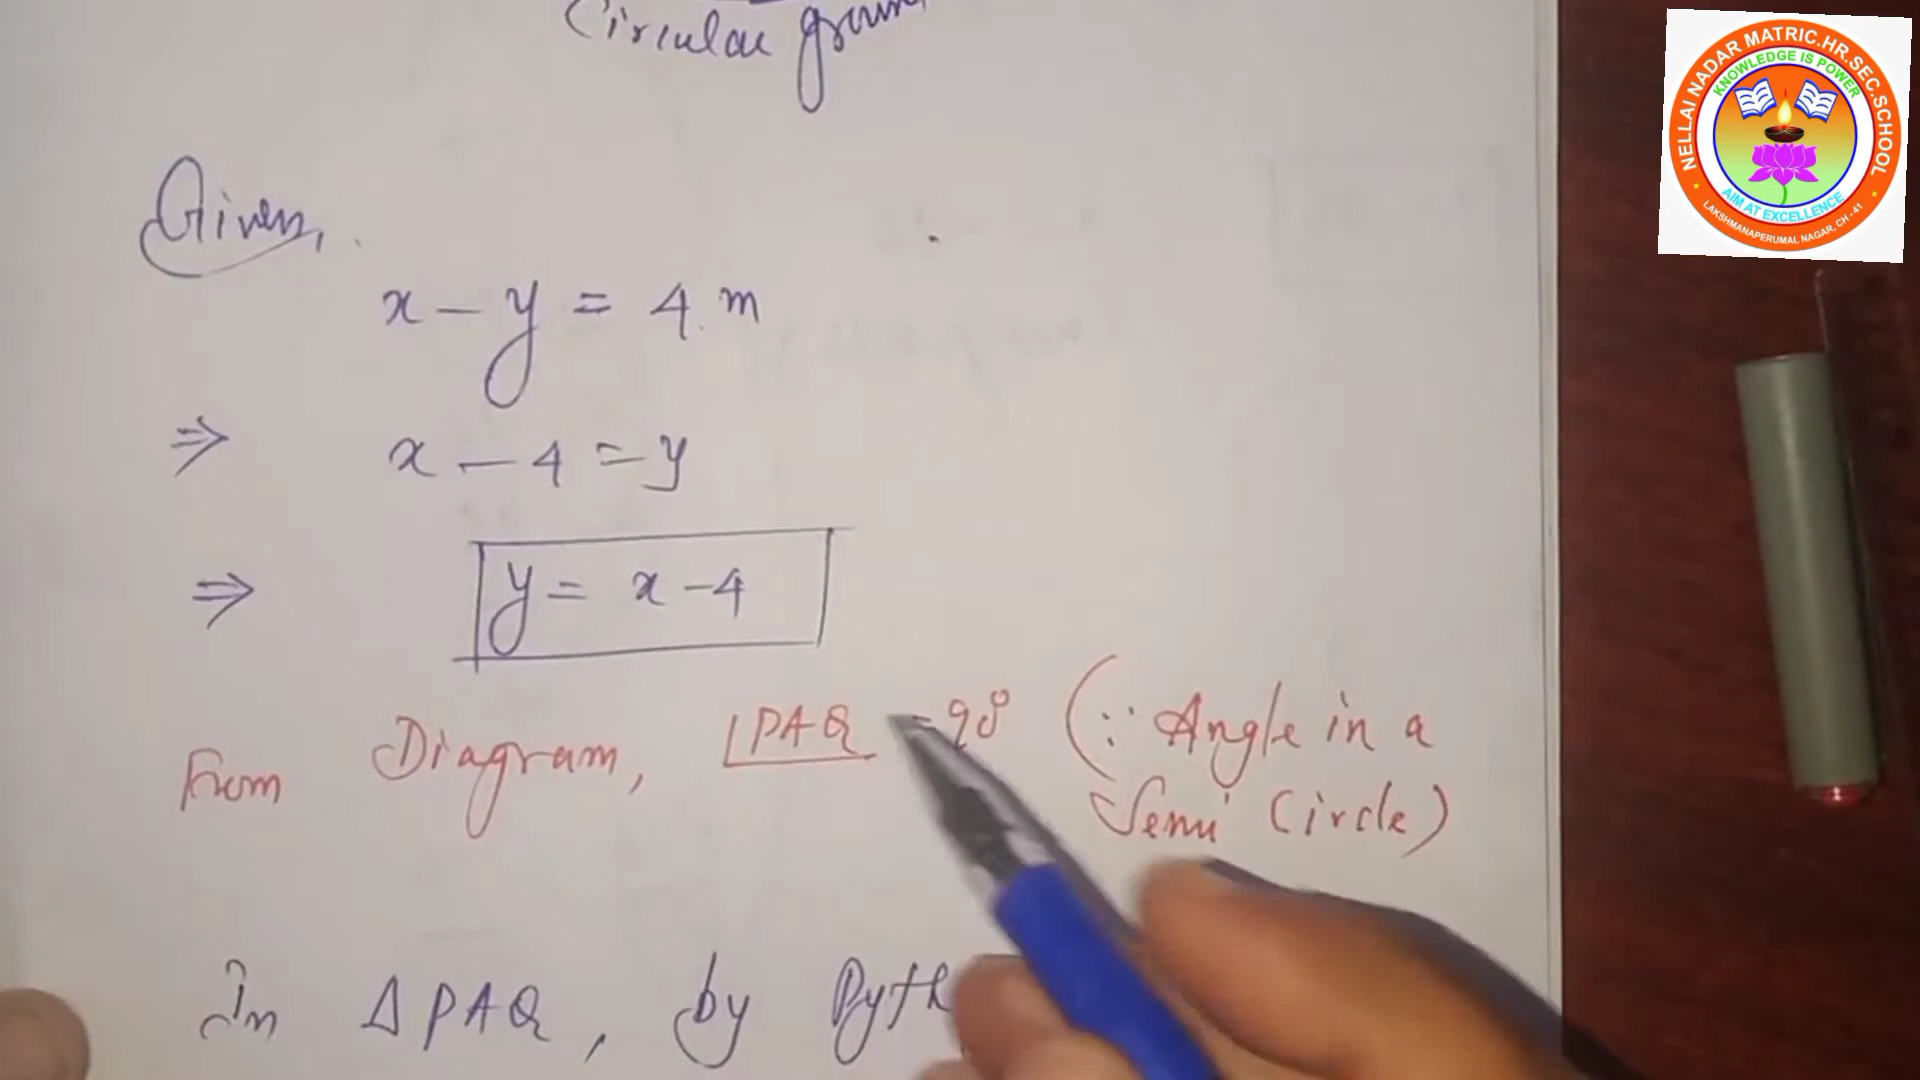 Circular
Given,
x - y = 4 m
⇒ x - 4 = y
⇒ y = x - 4
From Diagram, ∠PAQ = 90° (∵ Angle in a
Semi Circle)
In ΔPAQ, by
NELLAI NADAR MATRIC.HR.SEC.SCHOOL
KNOWLEDGE IS POWER
AIM AT EXCELLENCE
LAKSHMANAPERUMAL NAGAR, CH - 41